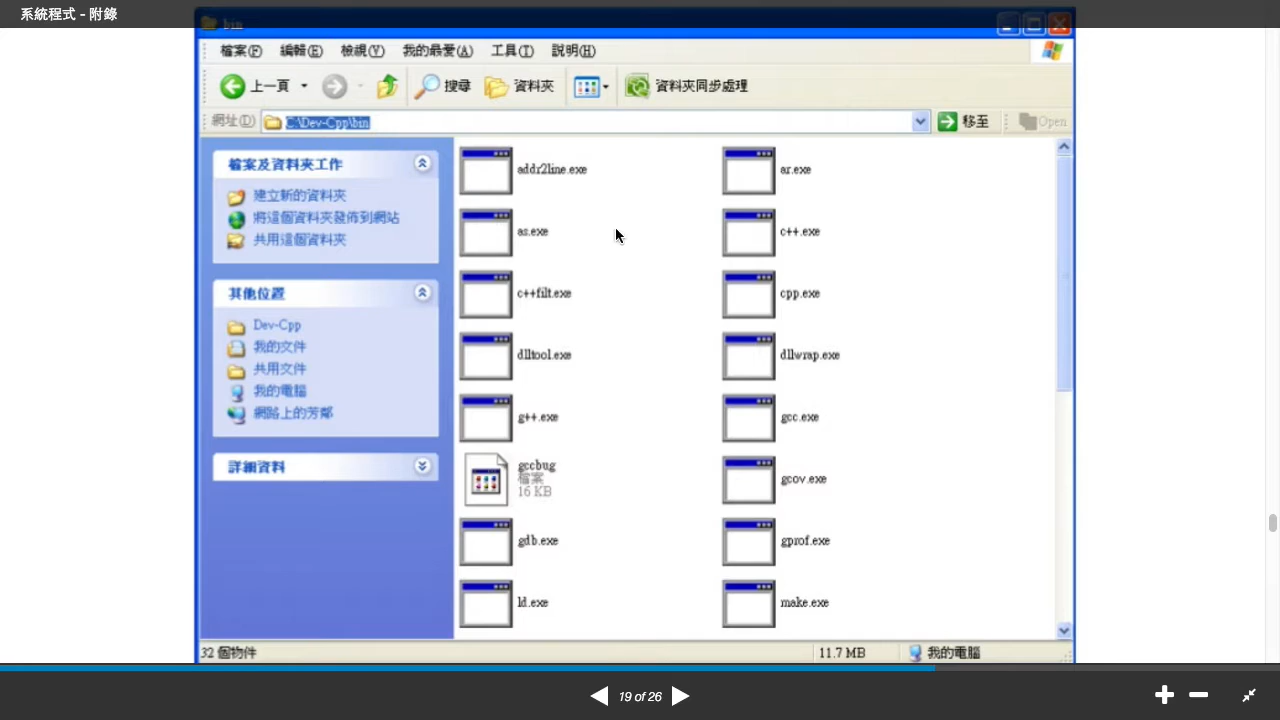 系統程式 - 附錄
bin
檔案(F) 編輯(E) 檢視(V) 我的最愛(A) 工具(T) 說明(H)
上一頁 搜尋 資料夾 資料夾同步處理
網址(D) C:\Dev-Cpp\bin 移至 Open
檔案及資料夾工作
建立新的資料夾
將這個資料夾發佈到網站
共用這個資料夾
其他位置
Dev-Cpp
我的文件
共用文件
我的電腦
網路上的芳鄰
詳細資料
addr2line.exe ar.exe
as.exe c++.exe
c++filt.exe cpp.exe
dlltool.exe dllwrap.exe
g++.exe gcc.exe
gccbug
檔案
16 KB
gcov.exe
gdb.exe gprof.exe
ld.exe make.exe
32 個物件 11.7 MB 我的電腦
19 of 26